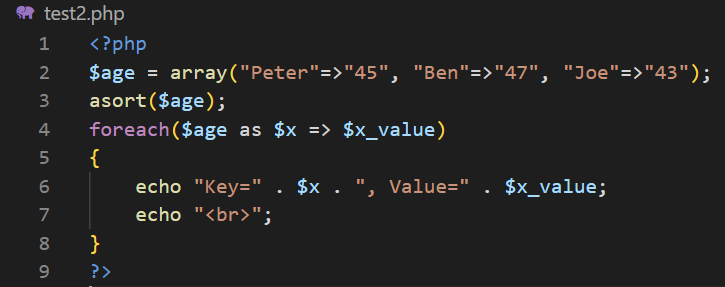 test2.php
1 <?php
2 $age = array("Peter"=>"45", "Ben"=>"47", "Joe"=>"43");
3 asort($age);
4 foreach($age as $x => $x_value)
5 {
6     echo "Key=" . $x . ", Value=" . $x_value;
7     echo "<br>";
8 }
9 ?>